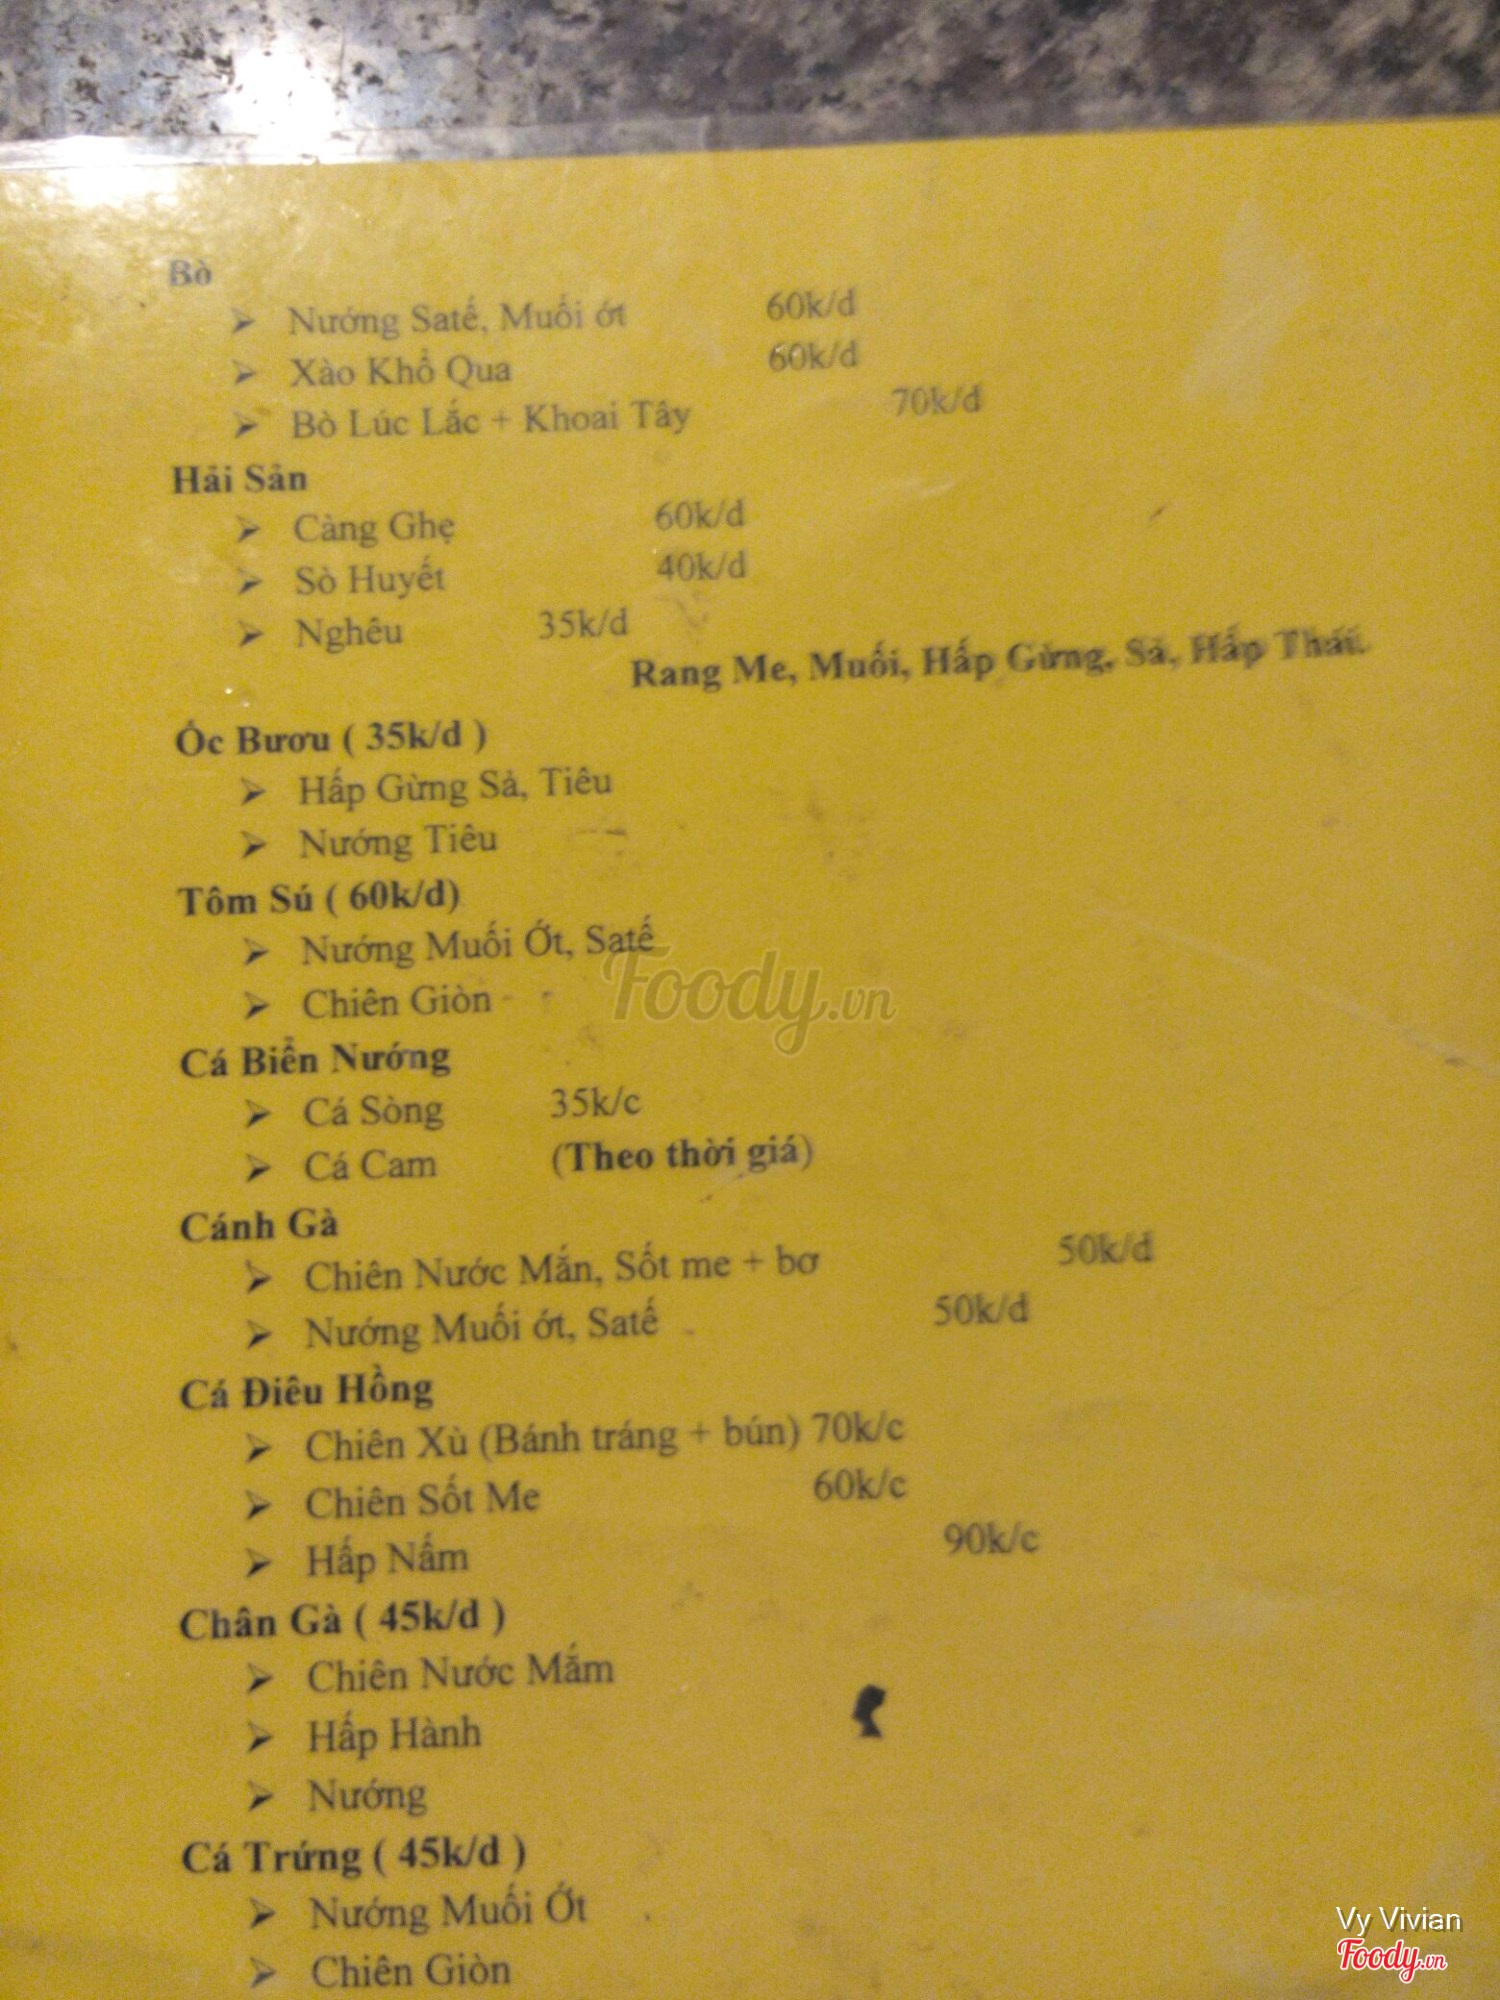 Bò
➢ Nướng Satế, Muối ớt 60k/d
➢ Xào Khổ Qua 60k/d
➢ Bò Lúc Lắc + Khoai Tây 70k/d
Hải Sản
➢ Càng Ghẹ 60k/d
➢ Sò Huyết 40k/d
➢ Nghêu 35k/d
Rang Me, Muối, Hấp Gừng, Sả, Hấp Thái.
Ốc Bươu ( 35k/d )
➢ Hấp Gừng Sả, Tiêu
➢ Nướng Tiêu
Tôm Sú ( 60k/d)
➢ Nướng Muối Ớt, Satế
➢ Chiên Giòn
Foody.vn
Cá Biển Nướng
➢ Cá Sòng 35k/c
➢ Cá Cam (Theo thời giá)
Cánh Gà
➢ Chiên Nước Mắn, Sốt me + bơ 50k/d
➢ Nướng Muối ớt, Satế 50k/d
Cá Điêu Hồng
➢ Chiên Xù (Bánh tráng + bún) 70k/c
➢ Chiên Sốt Me 60k/c
➢ Hấp Nấm 90k/c
Chân Gà ( 45k/d )
➢ Chiên Nước Mắm
➢ Hấp Hành
➢ Nướng
Cá Trứng ( 45k/d )
➢ Nướng Muối Ớt
➢ Chiên Giòn
Vy Vivian
Foody.vn